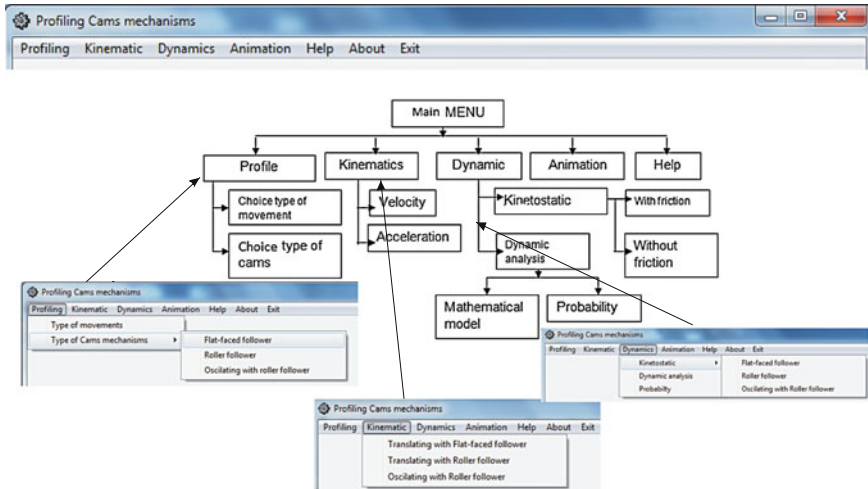 Profiling Cams mechanisms
Profiling Kinematic Dynamics Animation Help About Exit
Main MENU
Profile Kinematics Dynamic Animation Help
Choice type of
movement
Choice type of
cams
Velocity
Acceleration
Kinetostatic
Dynamic
analysis
With friction
Without
friction
Mathematical
model
Probability
Profiling Cams mechanisms
Profiling Kinematic Dynamics Animation Help About Exit
Type of movements
Type of Cams mechanisms
Flat-faced follower
Roller follower
Oscilating with roller follower
Profiling Cams mechanisms
Profiling Kinematic Dynamics Animation Help About Exit
Kinetostatic
Dynamic analysis
Probabilty
Flat-faced follower
Roller follower
Oscilating with Roller follower
Profiling Cams mechanisms
Profiling Kinematic Dynamics Animation Help About Exit
Translating with Flat-faced follower
Translating with Roller follower
Oscilating with Roller follower